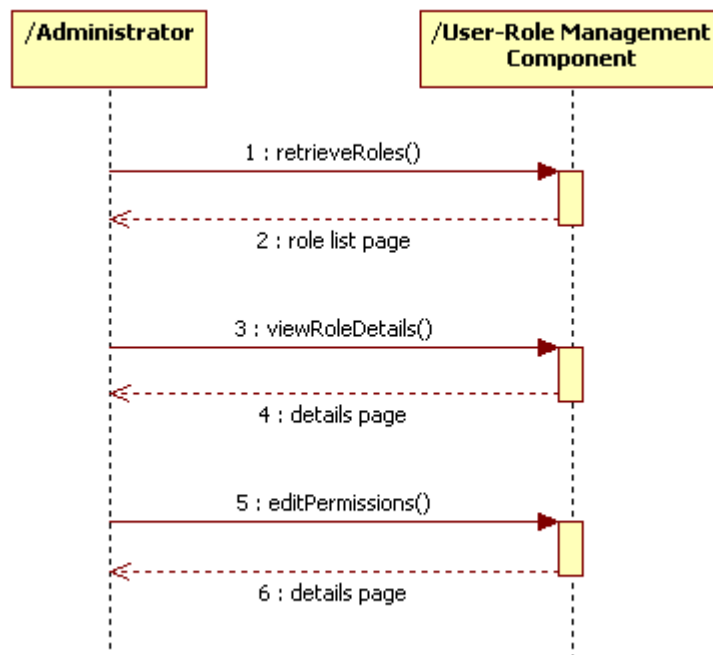 /Administrator
/User-Role Management
Component
1 : retrieveRoles()
2 : role list page
3 : viewRoleDetails()
4 : details page
5 : editPermissions()
6 : details page